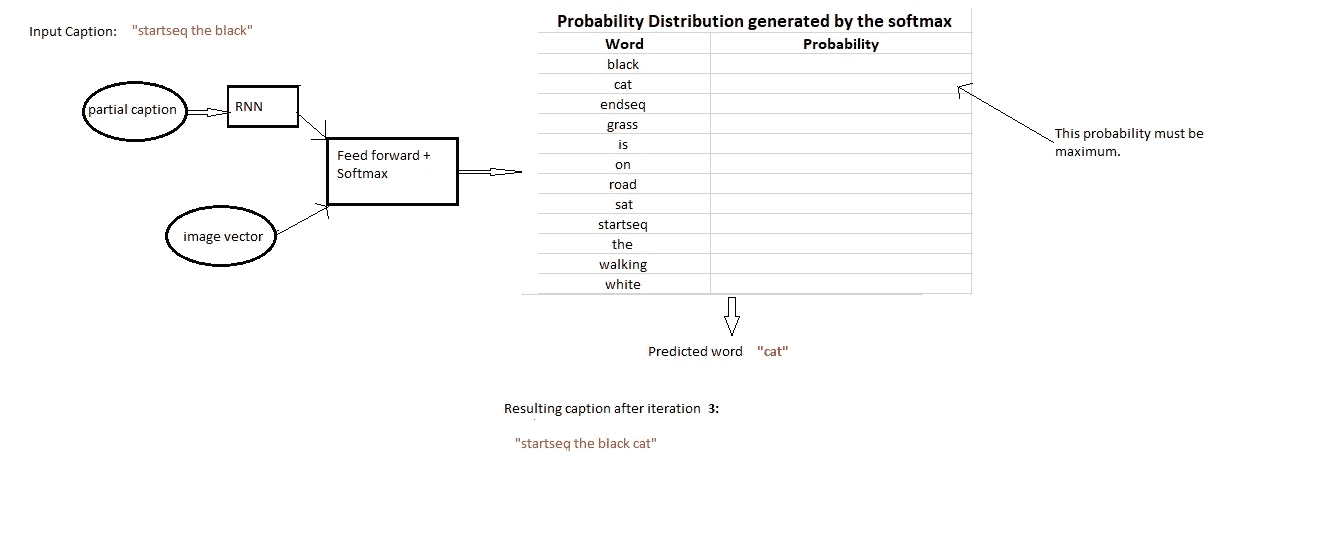 Input Caption: "startseq the black"
partial caption
RNN
Feed forward +
Softmax
image vector
Probability Distribution generated by the softmax
Word Probability
black
cat
endseq
grass
is
on
road
sat
startseq
the
walking
white
This probability must be
maximum.
Predicted word "cat"
Resulting caption after iteration 3:
"startseq the black cat"